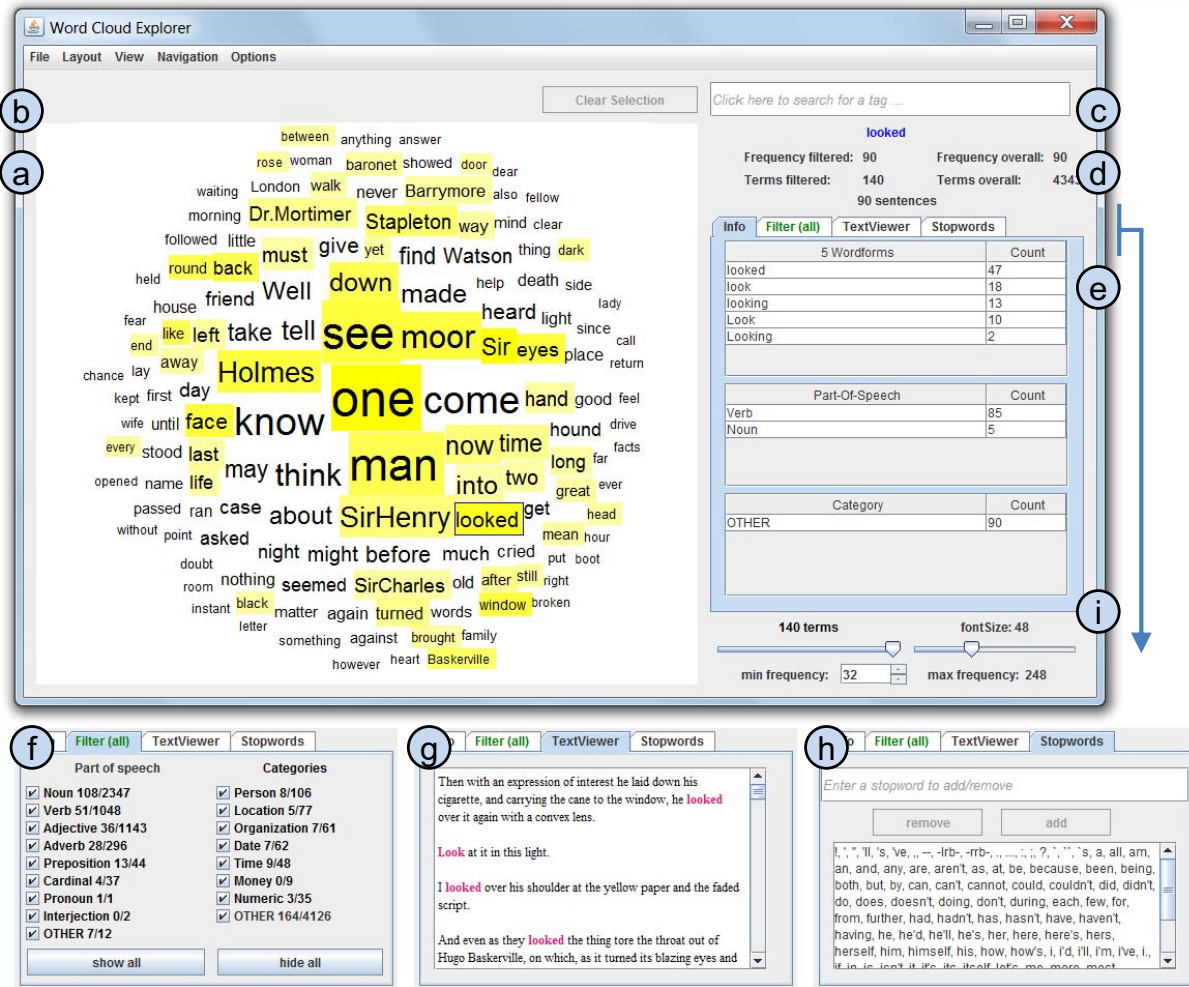 Word Cloud Explorer
File Layout View Navigation Options
b
Clear Selection
Click here to search for a tag ...
c
a
between anything answer
rose woman baronet showed door dear
waiting London walk never Barrymore also fellow
morning Dr.Mortimer Stapleton way mind clear
followed little must give yet find Watson thing dark
held round back Well down made help death side
house friend heard light lady
fear like left take tell see moor Sir eyes since call
end away Holmes place return
chance lay
kept first day one come hand good feel
wife until face know hound drive
every stood last now time facts
opened name life may think man into two long far
great ever
passed ran case about SirHenry looked get head
without point asked mean hour
night might before much cried put boot
doubt
room nothing seemed SirCharles old after still right
instant black matter again turned words window broken
letter
something against brought family
however heart Baskerville
looked
Frequency filtered: 90 Frequency overall: 90
Terms filtered: 140 Terms overall: 434
d
90 sentences
Info Filter (all) TextViewer Stopwords
5 Wordforms Count
looked 47
look 18
looking 13
Look 10
Looking 2
e
Part-Of-Speech Count
Verb 85
Noun 5
Category Count
OTHER 90
i
140 terms fontSize: 48
min frequency: 32 max frequency: 248
f
Filter (all) TextViewer Stopwords
Part of speech Categories
Noun 108/2347 Person 8/106
Verb 51/1048 Location 5/77
Adjective 36/1143 Organization 7/61
Adverb 28/296 Date 7/62
Preposition 13/44 Time 9/48
Cardinal 4/37 Money 0/9
Pronoun 1/1 Numeric 3/35
Interjection 0/2 OTHER 164/4126
OTHER 7/12
show all hide all
g
Filter (all) TextViewer Stopwords
Then with an expression of interest he laid down his
cigarette, and carrying the cane to the window, he looked
over it again with a convex lens.
Look at it in this light.
I looked over his shoulder at the yellow paper and the faded
script.
And even as they looked the thing tore the throat out of
Hugo Baskerville, on which, as it turned its blazing eyes and
h
Filter (all) TextViewer Stopwords
Enter a stopword to add/remove
remove add
!, ', '', 'll, 's, 've, ,, --, -lrb-, -rrb-, ., ..., :, ;, ?, `, ``, `s, a, all, am,
an, and, any, are, aren't, as, at, be, because, been, being,
both, but, by, can, can't, cannot, could, couldn't, did, didn't,
do, does, doesn't, doing, don't, during, each, few, for,
from, further, had, hadn't, has, hasn't, have, haven't,
having, he, he'd, he'll, he's, her, here, here's, hers,
herself, him, himself, his, how, how's, i, i'd, i'll, i'm, i've, i.,
if, in, is, isn't, it, it's, its, itself, let's, me, more, most